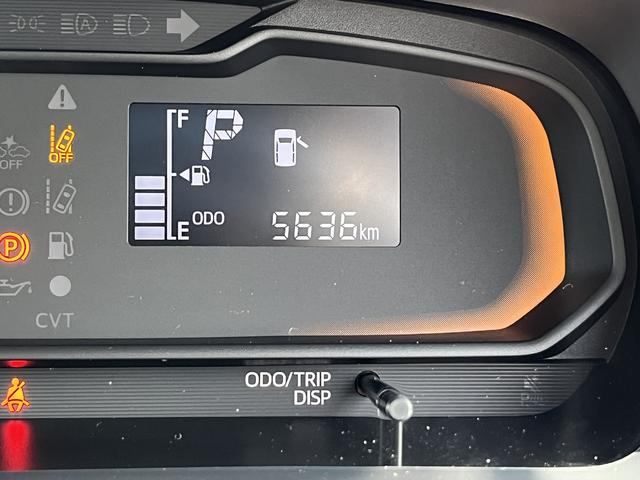 A
F
P
OFF
OFF
E
ODO
5636km
P
CVT
ODO/TRIP
DISP